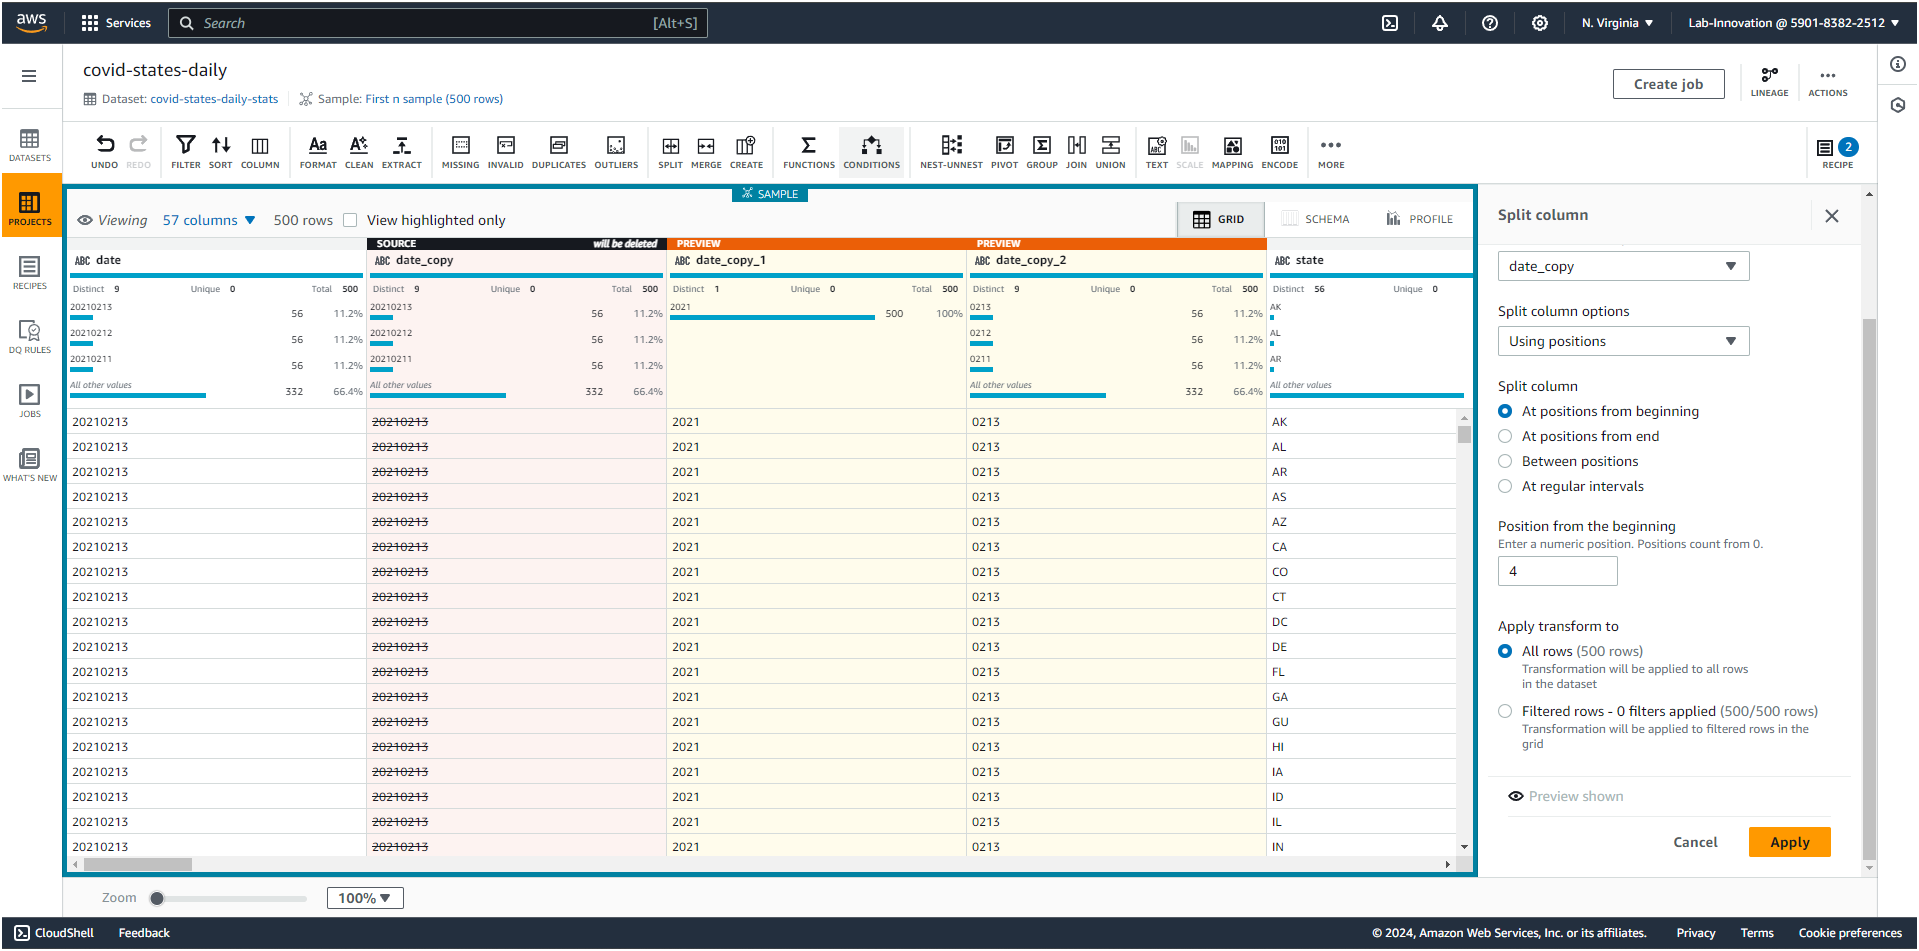 aws
Services
Search
[Alt+S]
N. Virginia
Lab-Innovation @ 5901-8382-2512
covid-states-daily
Dataset: covid-states-daily-stats
Sample: First n sample (500 rows)
Create job
LINEAGE
ACTIONS
DATASETS
PROJECTS
RECIPES
DQ RULES
JOBS
WHAT'S NEW
UNDO
REDO
FILTER
SORT
COLUMN
FORMAT
CLEAN
EXTRACT
MISSING
INVALID
DUPLICATES
OUTLIERS
SPLIT
MERGE
CREATE
FUNCTIONS
CONDITIONS
NEST-UNNEST
PIVOT
GROUP
JOIN
UNION
TEXT
SCALE
MAPPING
ENCODE
MORE
2
RECIPE
SAMPLE
Viewing 57 columns 500 rows View highlighted only
GRID
SCHEMA
PROFILE
SOURCE will be deleted PREVIEW PREVIEW
ABC date ABC date_copy ABC date_copy_1 ABC date_copy_2 ABC state
Distinct 9 Unique 0 Total 500 Distinct 9 Unique 0 Total 500 Distinct 1 Unique 0 Total 500 Distinct 9 Unique 0 Total 500 Distinct 56 Unique 0
20210213 56 11.2% 20210213 56 11.2% 2021 500 100% 0213 56 11.2% AK
20210212 56 11.2% 20210212 56 11.2% 0212 56 11.2% AL
20210211 56 11.2% 20210211 56 11.2% 0211 56 11.2% AR
All other values 332 66.4% All other values 332 66.4% All other values 332 66.4% All other values
20210213 20210213 2021 0213 AK
20210213 20210213 2021 0213 AL
20210213 20210213 2021 0213 AR
20210213 20210213 2021 0213 AS
20210213 20210213 2021 0213 AZ
20210213 20210213 2021 0213 CA
20210213 20210213 2021 0213 CO
20210213 20210213 2021 0213 CT
20210213 20210213 2021 0213 DC
20210213 20210213 2021 0213 DE
20210213 20210213 2021 0213 FL
20210213 20210213 2021 0213 GA
20210213 20210213 2021 0213 GU
20210213 20210213 2021 0213 HI
20210213 20210213 2021 0213 IA
20210213 20210213 2021 0213 ID
20210213 20210213 2021 0213 IL
20210213 20210213 2021 0213 IN
Zoom
100%
Split column
date_copy
Split column options
Using positions
Split column
At positions from beginning
At positions from end
Between positions
At regular intervals
Position from the beginning
Enter a numeric position. Positions count from 0.
4
Apply transform to
All rows (500 rows)
Transformation will be applied to all rows
in the dataset
Filtered rows - 0 filters applied (500/500 rows)
Transformation will be applied to filtered rows in the
grid
Preview shown
Cancel
Apply
CloudShell
Feedback
© 2024, Amazon Web Services, Inc. or its affiliates.
Privacy
Terms
Cookie preferences